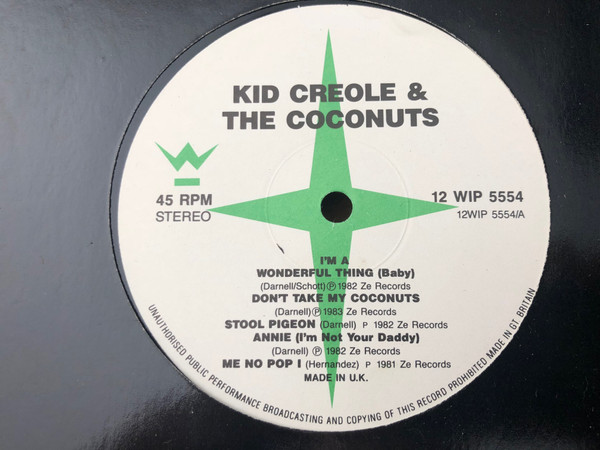 KID CREOLE &
THE COCONUTS
45 RPM
STEREO
12 WIP 5554
12WIP 5554/A
I'M A
WONDERFUL THING (Baby)
(Darnell/Schott) Ⓟ 1982 Ze Records
DON'T TAKE MY COCONUTS
(Darnell) Ⓟ 1983 Ze Records
STOOL PIGEON (Darnell) P 1982 Ze Records
ANNIE (I'm Not Your Daddy)
(Darnell) Ⓟ 1982 Ze Records
ME NO POP I (Hernandez) P 1981 Ze Records
MADE IN U.K.
UNAUTHORISED PUBLIC PERFORMANCE BROADCASTING AND COPYING OF THIS RECORD PROHIBITED MADE IN GT. BRITAIN